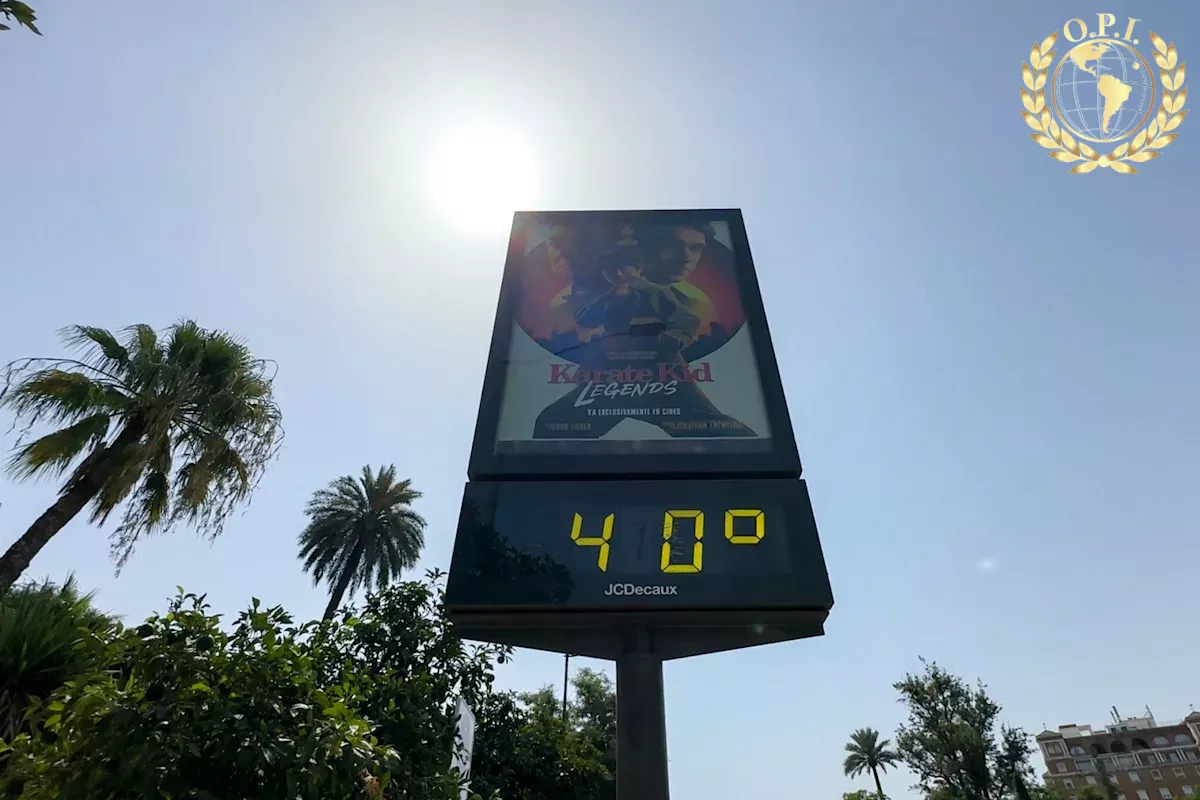 O.P.I.
Karate Kid
LEGENDS
YA EXCLUSIVAMENTE EN CINES
40°
JCDecaux